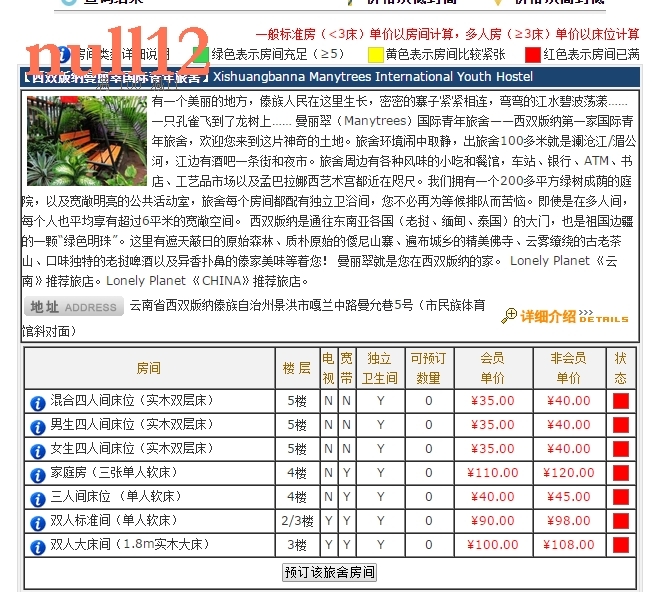 一般标准房（<3床）单价以房间计算，多人房（≥3床）单价以床位计算
null12
房间类型详细说明 绿色表示房间充足（≥5） 黄色表示房间比较紧张 红色表示房间已满
【西双版纳曼丽翠国际青年旅舍】Xishuangbanna Manytrees International Youth Hostel
有一个美丽的地方，傣族人民在这里生长，密密的寨子紧紧相连，弯弯的江水碧波荡漾……
一只孔雀飞到了龙树上…… 曼丽翠（Manytrees）国际青年旅舍——西双版纳第一家国际青
年旅舍，欢迎您来到这片神奇的土地。旅舍环境闹中取静，出旅舍100多米就是澜沧江/湄公
河，江边有酒吧一条街和夜市。旅舍周边有各种风味的小吃和餐馆，车站、银行、ATM、书
店、工艺品市场以及孟巴拉娜西艺术宫都近在咫尺。我们拥有一个200多平方绿树成荫的庭
院，以及宽敞明亮的公共活动室，旅舍每个房间都配有独立卫浴间，您不必再为等候排队而苦恼。即使是在多人间，
每个人也平均享有超过6平米的宽敞空间。 西双版纳是通往东南亚各国（老挝、缅甸、泰国）的大门，也是祖国边疆
的一颗“绿色明珠”。这里有遮天蔽日的原始森林、质朴原始的僾尼山寨、遍布城乡的精美佛寺、云雾缭绕的古老茶
山、口味独特的老挝啤酒以及异香扑鼻的傣家美味等着您！ 曼丽翠就是您在西双版纳的家。 Lonely Planet《云
南》推荐旅店。Lonely Planet《CHINA》推荐旅店。
地址 ADDRESS 云南省西双版纳傣族自治州景洪市嘎兰中路曼允巷5号（市民族体育
馆斜对面）
详细介绍 DETAILS
房间 楼 层 电视 宽带 独立卫生间 可预订数量 会员单价 非会员单价 状态
混合四人间床位（实木双层床） 5楼 N N Y 0 ¥35.00 ¥40.00
男生四人间床位（实木双层床） 5楼 N N Y 0 ¥35.00 ¥40.00
女生四人间床位（实木双层床） 5楼 N N Y 0 ¥35.00 ¥40.00
家庭房（三张单人软床） 4楼 N Y Y 0 ¥110.00 ¥120.00
三人间床位 （单人软床） 4楼 N Y Y 0 ¥40.00 ¥45.00
双人标准间（单人软床） 2/3楼 Y Y Y 0 ¥90.00 ¥98.00
双人大床间（1.8m实木大床） 3楼 Y Y Y 0 ¥100.00 ¥108.00
预订该旅舍房间